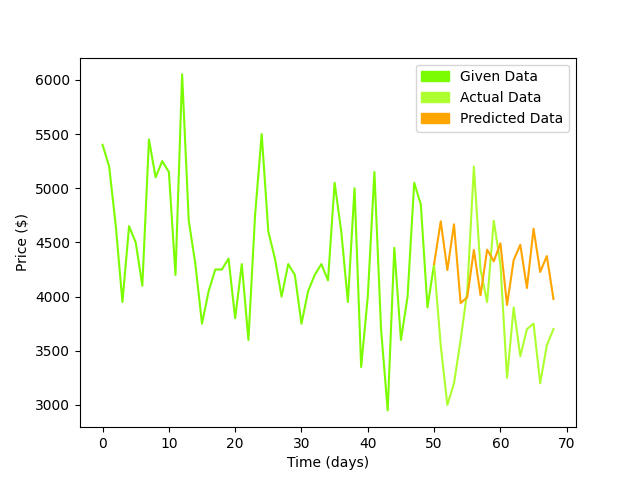 Given Data
Actual Data
Predicted Data
6000
5500
5000
4500
4000
3500
3000
Price ($)
0 10 20 30 40 50 60 70
Time (days)